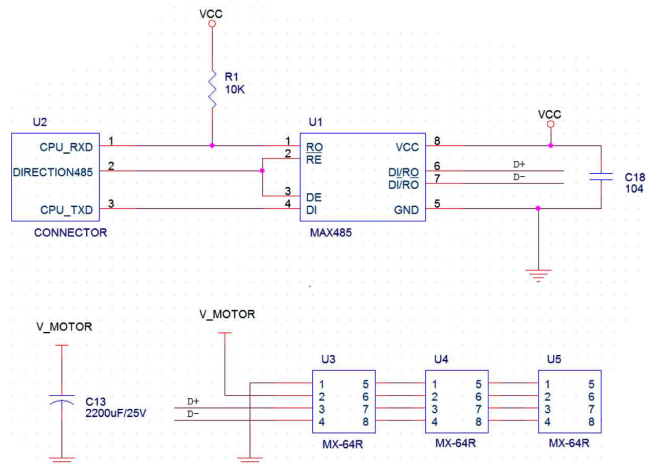 VCC
R1
10K
U2
U1
VCC
CPU_RXD 1 1 RO VCC 8
2 RE
DIRECTION485 2 DI/RO 6 D+
DI/RO 7 D-
3 DE
CPU_TXD 3 4 DI GND 5
C18
104
CONNECTOR
MAX485
V_MOTOR
V_MOTOR
U3 U4 U5
C13
2200uF/25V
1 5 1 5 1 5
2 6 2 6 2 6
D+ 3 7 3 7 3 7
D- 4 8 4 8 4 8
MX-64R MX-64R MX-64R